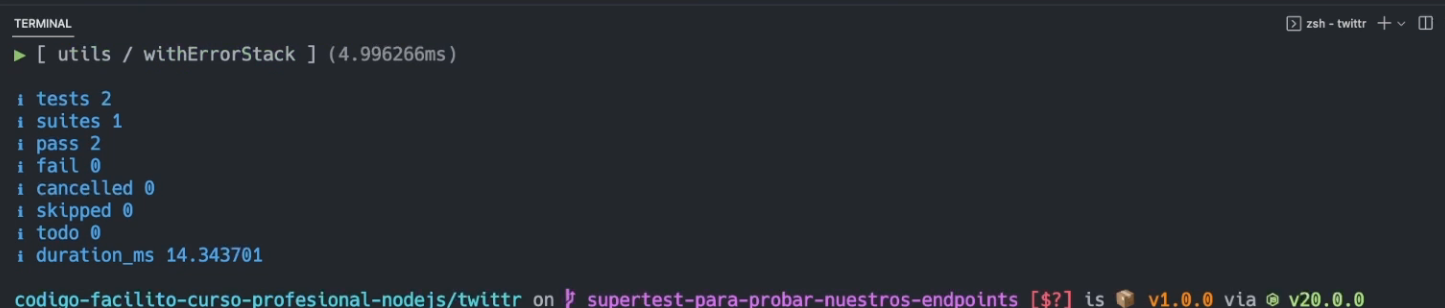 TERMINAL
zsh - twittr
▶ [ utils / withErrorStack ] (4.996266ms)
ℹ tests 2
ℹ suites 1
ℹ pass 2
ℹ fail 0
ℹ cancelled 0
ℹ skipped 0
ℹ todo 0
ℹ duration_ms 14.343701
codigo-facilito-curso-profesional-nodejs/twittr on supertest-para-probar-nuestros-endpoints [$?] is 📦 v1.0.0 via v20.0.0